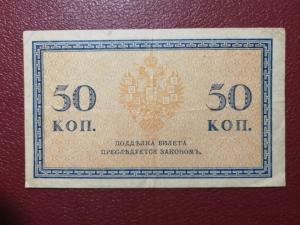 50 50
КОП. КОП.
ПОДДѢЛКА БИЛЕТА
ПРЕСЛѢДУЕТСЯ ЗАКОНОМЪ.